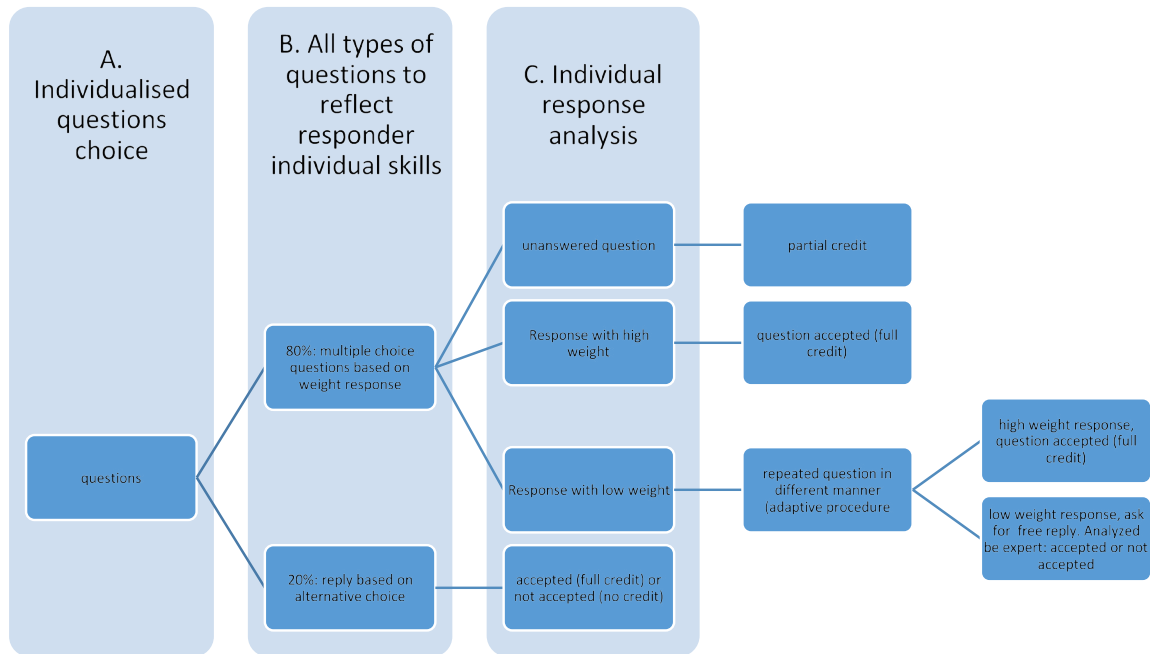 A.
Individualised
questions
choice
B. All types of
questions to
reflect
responder
individual skills
C. Individual
response
analysis
questions
80%: multiple choice
questions based on
weight response
20%: reply based on
alternative choice
unanswered question
Response with high
weight
Response with low weight
accepted (full credit) or
not accepted (no credit)
partial credit
question accepted (full
credit)
repeated question in
different manner
(adaptive procedure
high weight response,
question accepted (full
credit)
low weight response, ask
for free reply. Analyzed
be expert: accepted or not
accepted